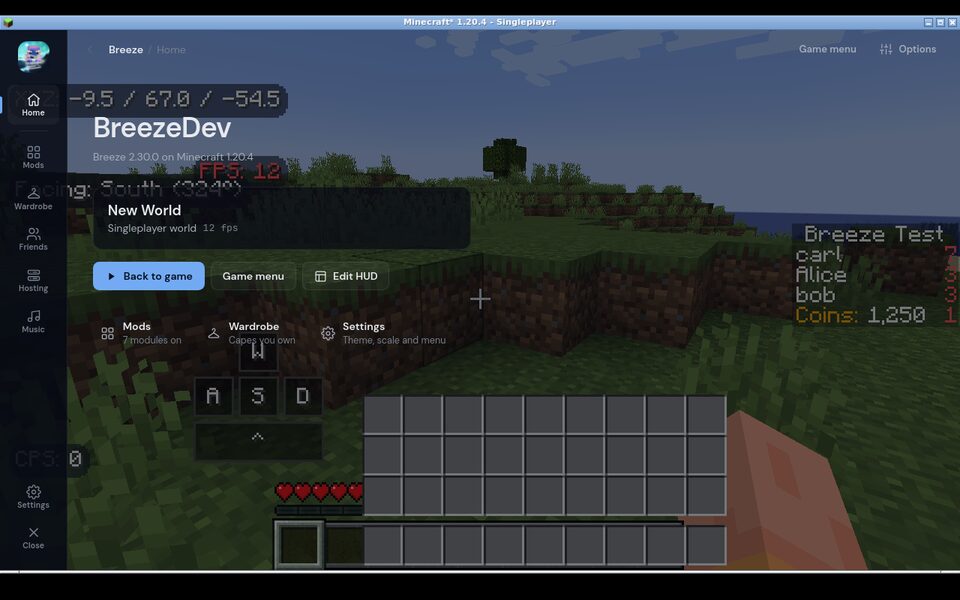 Minecraft* 1.20.4 - Singleplayer
Breeze / Home
Game menu
Options
-9.5 / 67.0 / -54.5
Home
BreezeDev
Breeze 2.30.0 on Minecraft 1.20.4
FPS: 12
Mods
Facing: South (324°)
Wardrobe
New World
Singleplayer world 12 fps
Friends
Breeze Test
carl 7
Alice 3
bob 3
Coins: 1,250 1
Back to game
Game menu
Edit HUD
Hosting
Music
Mods
7 modules on
Wardrobe
Capes you own
Settings
Theme, scale and menu
W
A S D
^
CPS: 0
Settings
Close